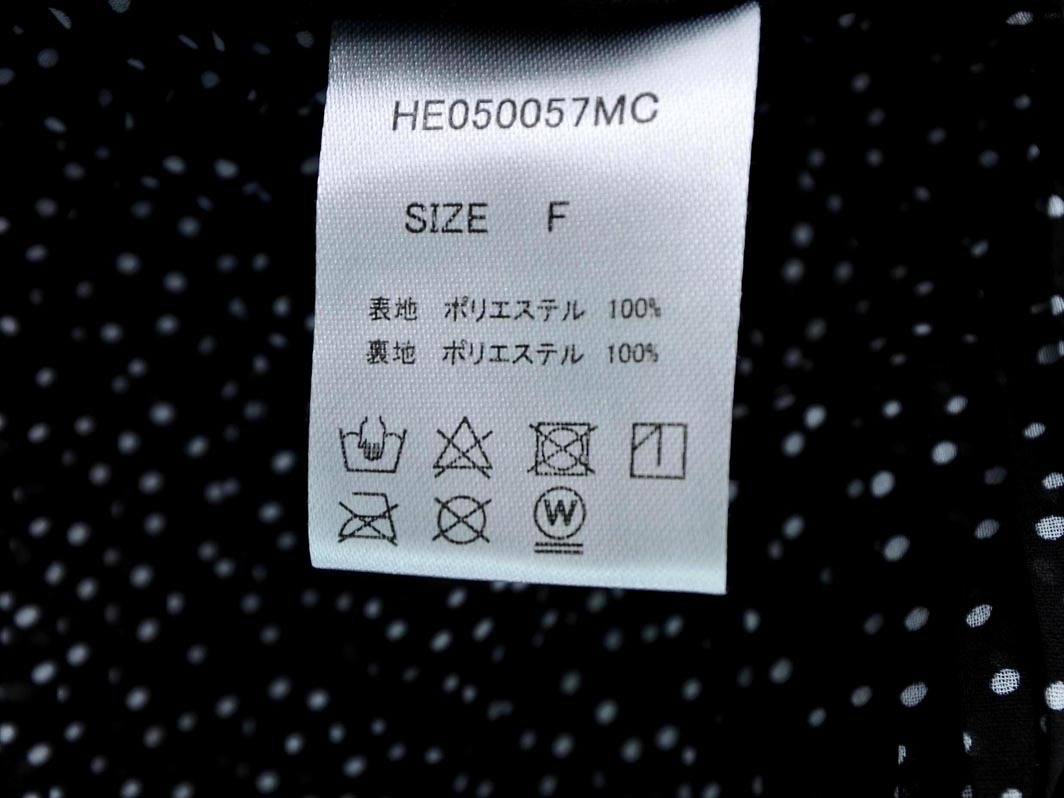 HE050057MC
SIZE F
表地 ポリエステル 100%
裏地 ポリエステル 100%
W